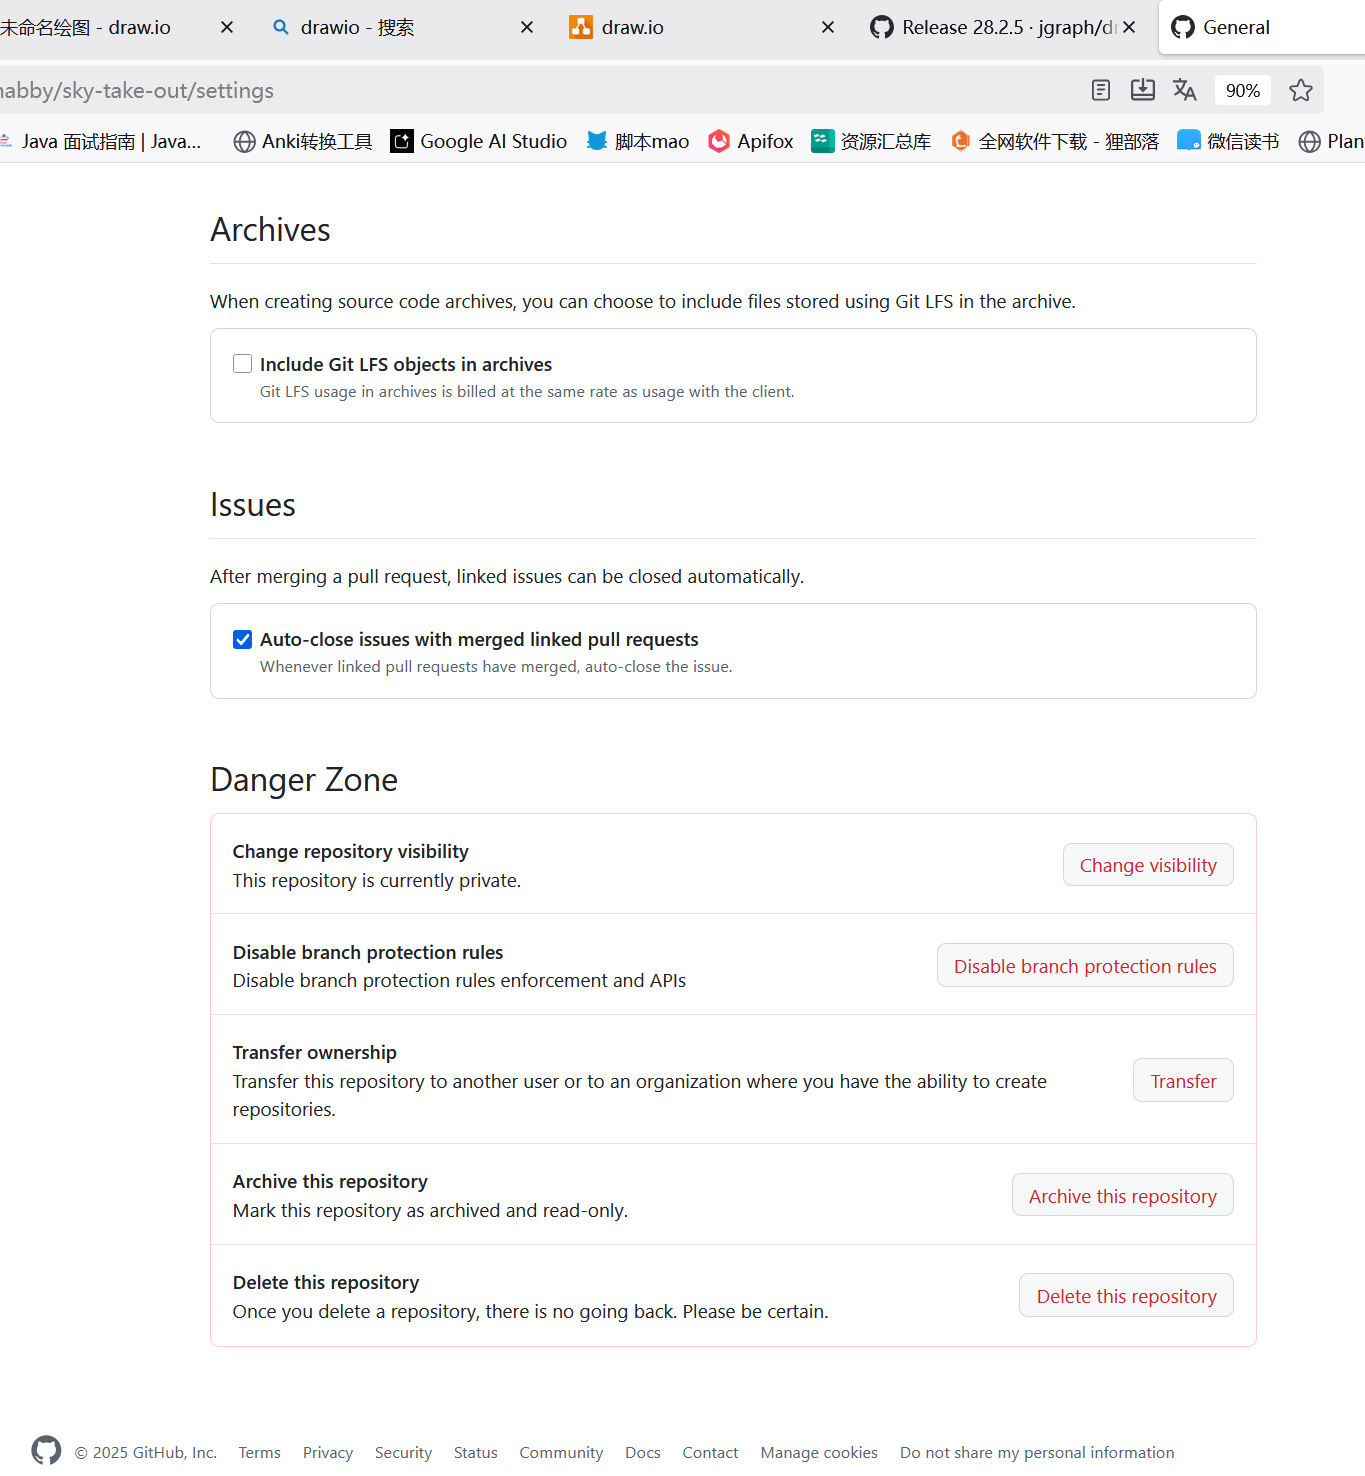 未命名绘图 - draw.io
drawio - 搜索
draw.io
Release 28.2.5 · jgraph/dr
General
nabby/sky-take-out/settings
90%
Java 面试指南 | Java...
Anki转换工具
Google AI Studio
脚本mao
Apifox
资源汇总库
全网软件下载 - 狸部落
微信读书
Plan
Archives
When creating source code archives, you can choose to include files stored using Git LFS in the archive.
Include Git LFS objects in archives
Git LFS usage in archives is billed at the same rate as usage with the client.
Issues
After merging a pull request, linked issues can be closed automatically.
Auto-close issues with merged linked pull requests
Whenever linked pull requests have merged, auto-close the issue.
Danger Zone
Change repository visibility
This repository is currently private.
Change visibility
Disable branch protection rules
Disable branch protection rules enforcement and APIs
Disable branch protection rules
Transfer ownership
Transfer this repository to another user or to an organization where you have the ability to create
repositories.
Transfer
Archive this repository
Mark this repository as archived and read-only.
Archive this repository
Delete this repository
Once you delete a repository, there is no going back. Please be certain.
Delete this repository
© 2025 GitHub, Inc.
Terms
Privacy
Security
Status
Community
Docs
Contact
Manage cookies
Do not share my personal information